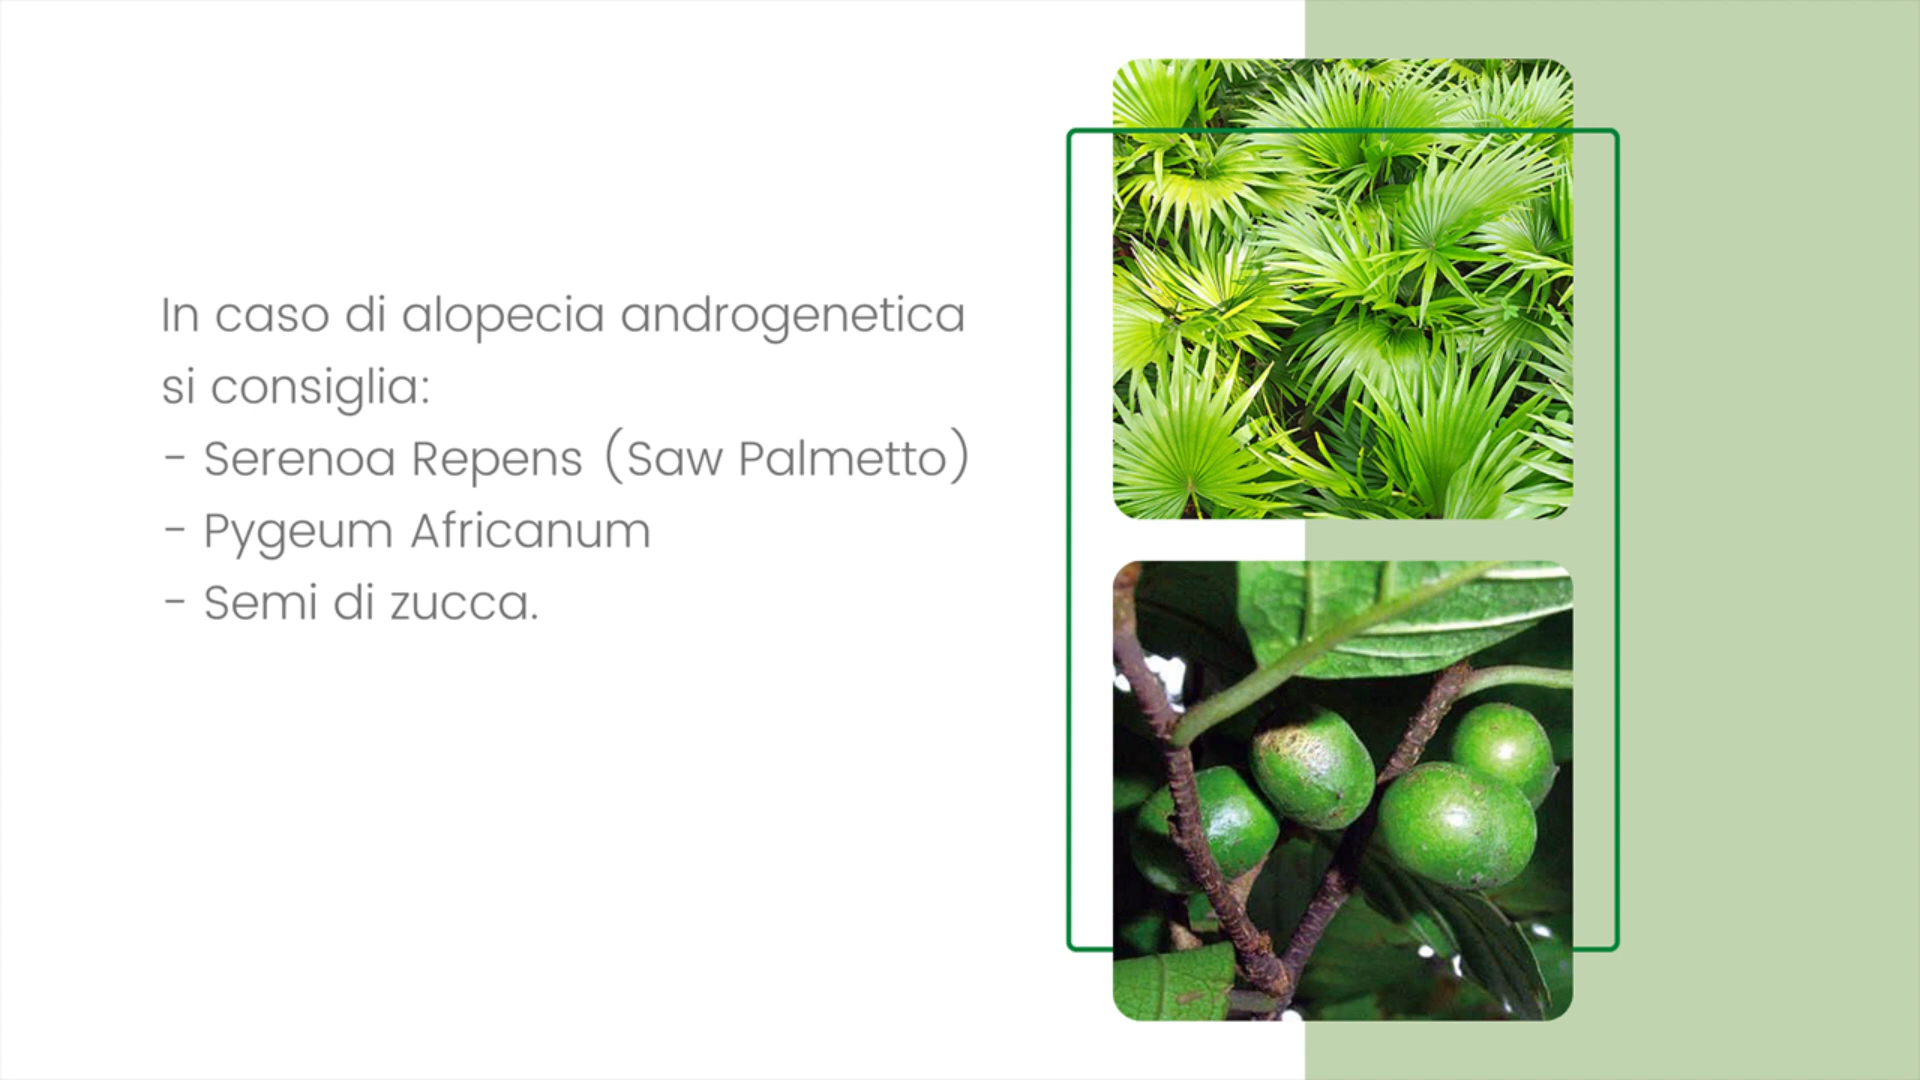 In caso di alopecia androgenetica
si consiglia:
- Serenoa Repens (Saw Palmetto)
- Pygeum Africanum
- Semi di zucca.